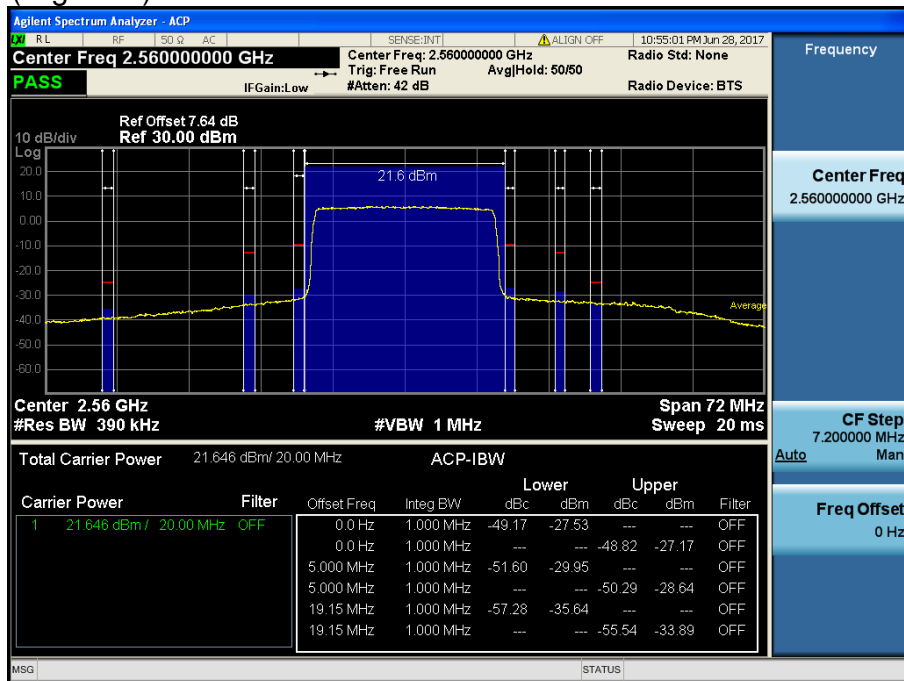 Agilent Spectrum Analyzer - ACP
LXI RL RF 50 Ω AC SENSE:INT ALIGN OFF 10:55:01 PM Jun 28, 2017
Center Freq 2.560000000 GHz Center Freq: 2.560000000 GHz Radio Std: None
Trig: Free Run Avg|Hold: 50/50
PASS IFGain:Low #Atten: 42 dB Radio Device: BTS
Frequency
Ref Offset 7.64 dB
10 dB/div Ref 30.00 dBm
Log
20.0
10.0
0.00
-10.0
-20.0
-30.0
-40.0
-50.0
-60.0
21.6 dBm
Average
Center Freq
2.560000000 GHz
Center 2.56 GHz Span 72 MHz
#Res BW 390 kHz #VBW 1 MHz Sweep 20 ms
CF Step
7.200000 MHz
Auto Man
Total Carrier Power 21.646 dBm/ 20.00 MHz ACP-IBW
Lower Upper
Carrier Power Filter Offset Freq Integ BW dBc dBm dBc dBm Filter
1 21.646 dBm / 20.00 MHz OFF 0.0 Hz 1.000 MHz -49.17 -27.53 --- --- OFF
0.0 Hz 1.000 MHz --- --- -48.82 -27.17 OFF
5.000 MHz 1.000 MHz -51.60 -29.95 --- --- OFF
5.000 MHz 1.000 MHz --- --- -50.29 -28.64 OFF
19.15 MHz 1.000 MHz -57.28 -35.64 --- --- OFF
19.15 MHz 1.000 MHz --- --- -55.54 -33.89 OFF
Freq Offset
0 Hz
MSG STATUS